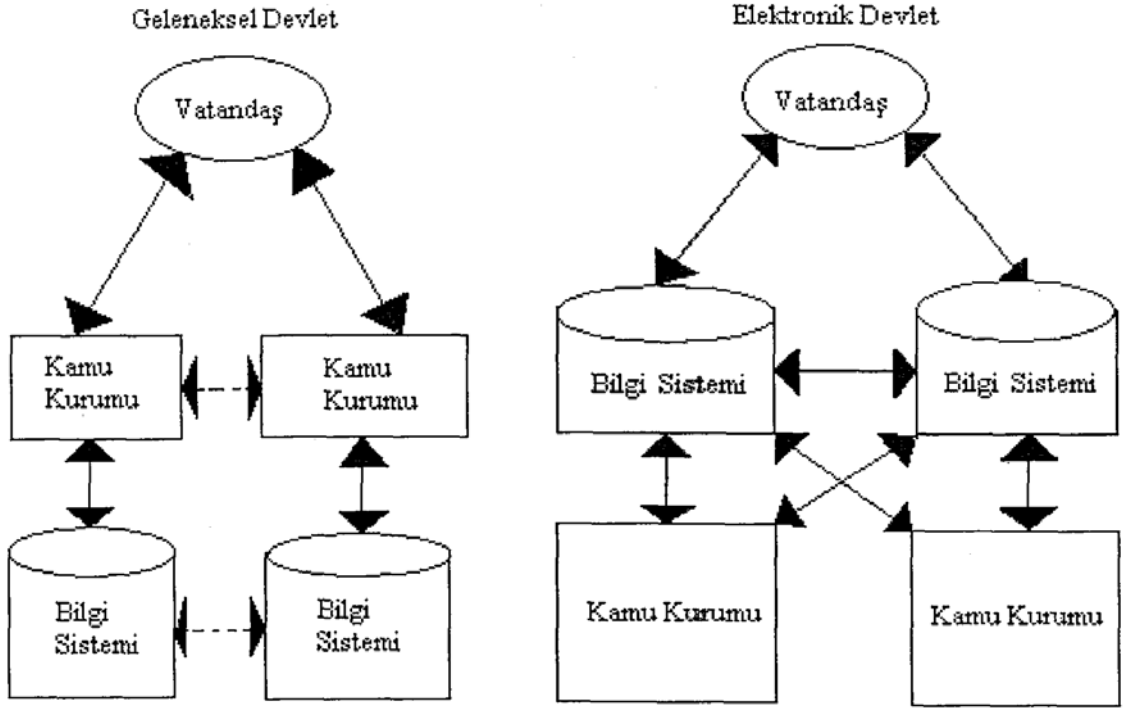 Geleneksel Devlet
Vatandaş
Kamu
Kurumu
Kamu
Kurumu
Bilgi
Sistemi
Bilgi
Sistemi
Elektronik Devlet
Vatandaş
Bilgi Sistemi
Bilgi Sistemi
Kamu Kurumu
Kamu Kurumu